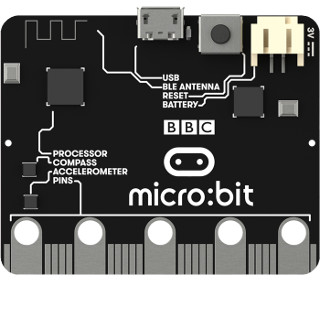 3V
USB
BLE ANTENNA
RESET
BATTERY
BBC
PROCESSOR
COMPASS
ACCELEROMETER
PINS
micro:bit